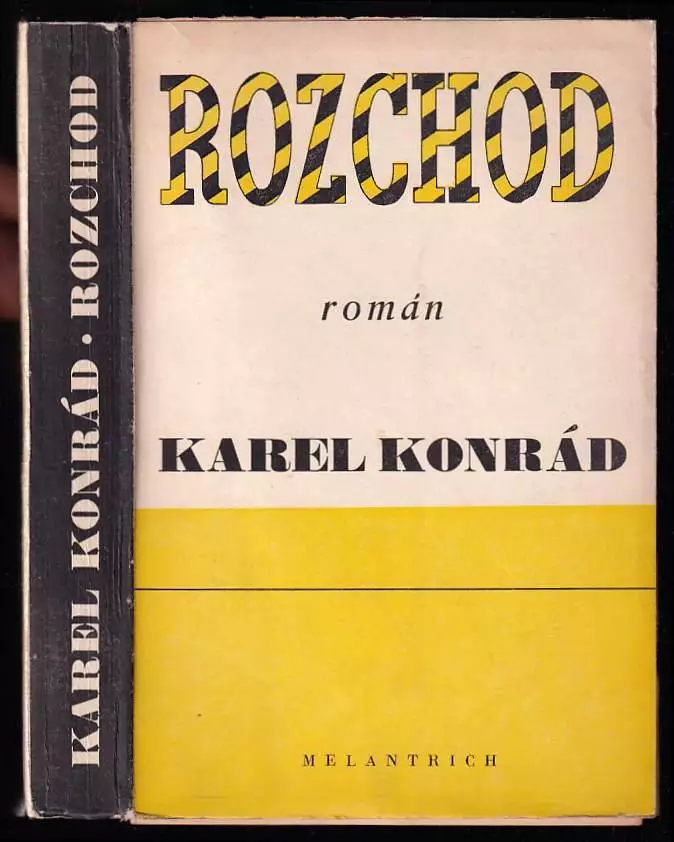 KAREL KONRÁD · ROZCHOD
ROZCHOD
román
KAREL KONRÁD
MELANTRICH